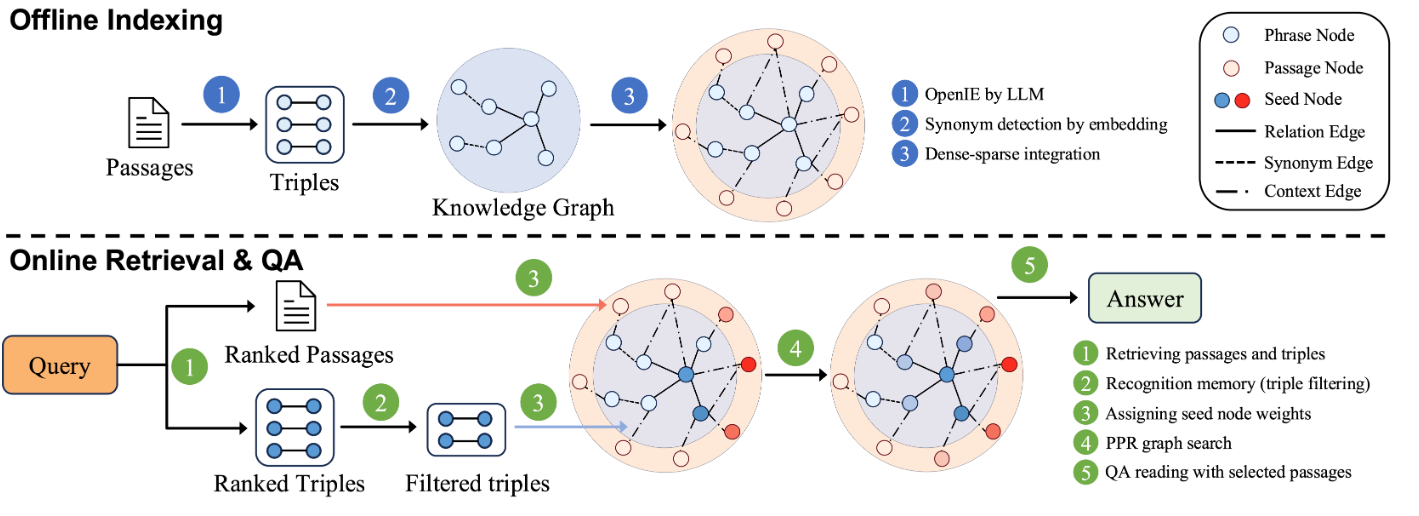 Offline Indexing
1
2
3
Passages
Triples
Knowledge Graph
1 OpenIE by LLM
2 Synonym detection by embedding
3 Dense-sparse integration
Phrase Node
Passage Node
Seed Node
Relation Edge
Synonym Edge
Context Edge
Online Retrieval & QA
Query
1
Ranked Passages
3
Ranked Triples
2
Filtered triples
3
4
5
Answer
1 Retrieving passages and triples
2 Recognition memory (triple filtering)
3 Assigning seed node weights
4 PPR graph search
5 QA reading with selected passages